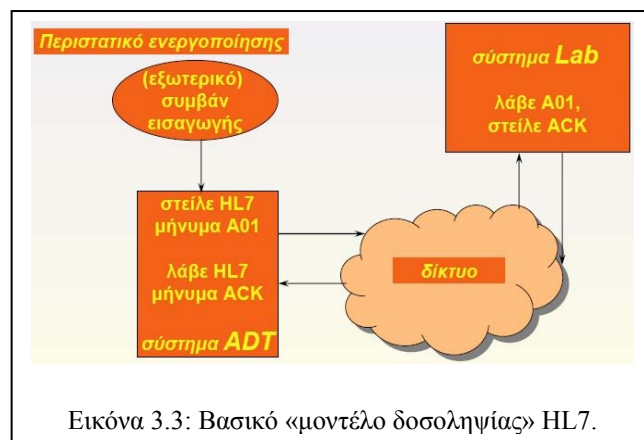 Περιστατικό ενεργοποίησης
(εξωτερικό)
συμβάν
εισαγωγής
σύστημα Lab
λάβε A01,
στείλε ACK
στείλε HL7
μήνυμα A01
λάβε HL7
μήνυμα ACK
σύστημα ADT
δίκτυο
Εικόνα 3.3: Βασικό «μοντέλο δοσοληψίας» HL7.